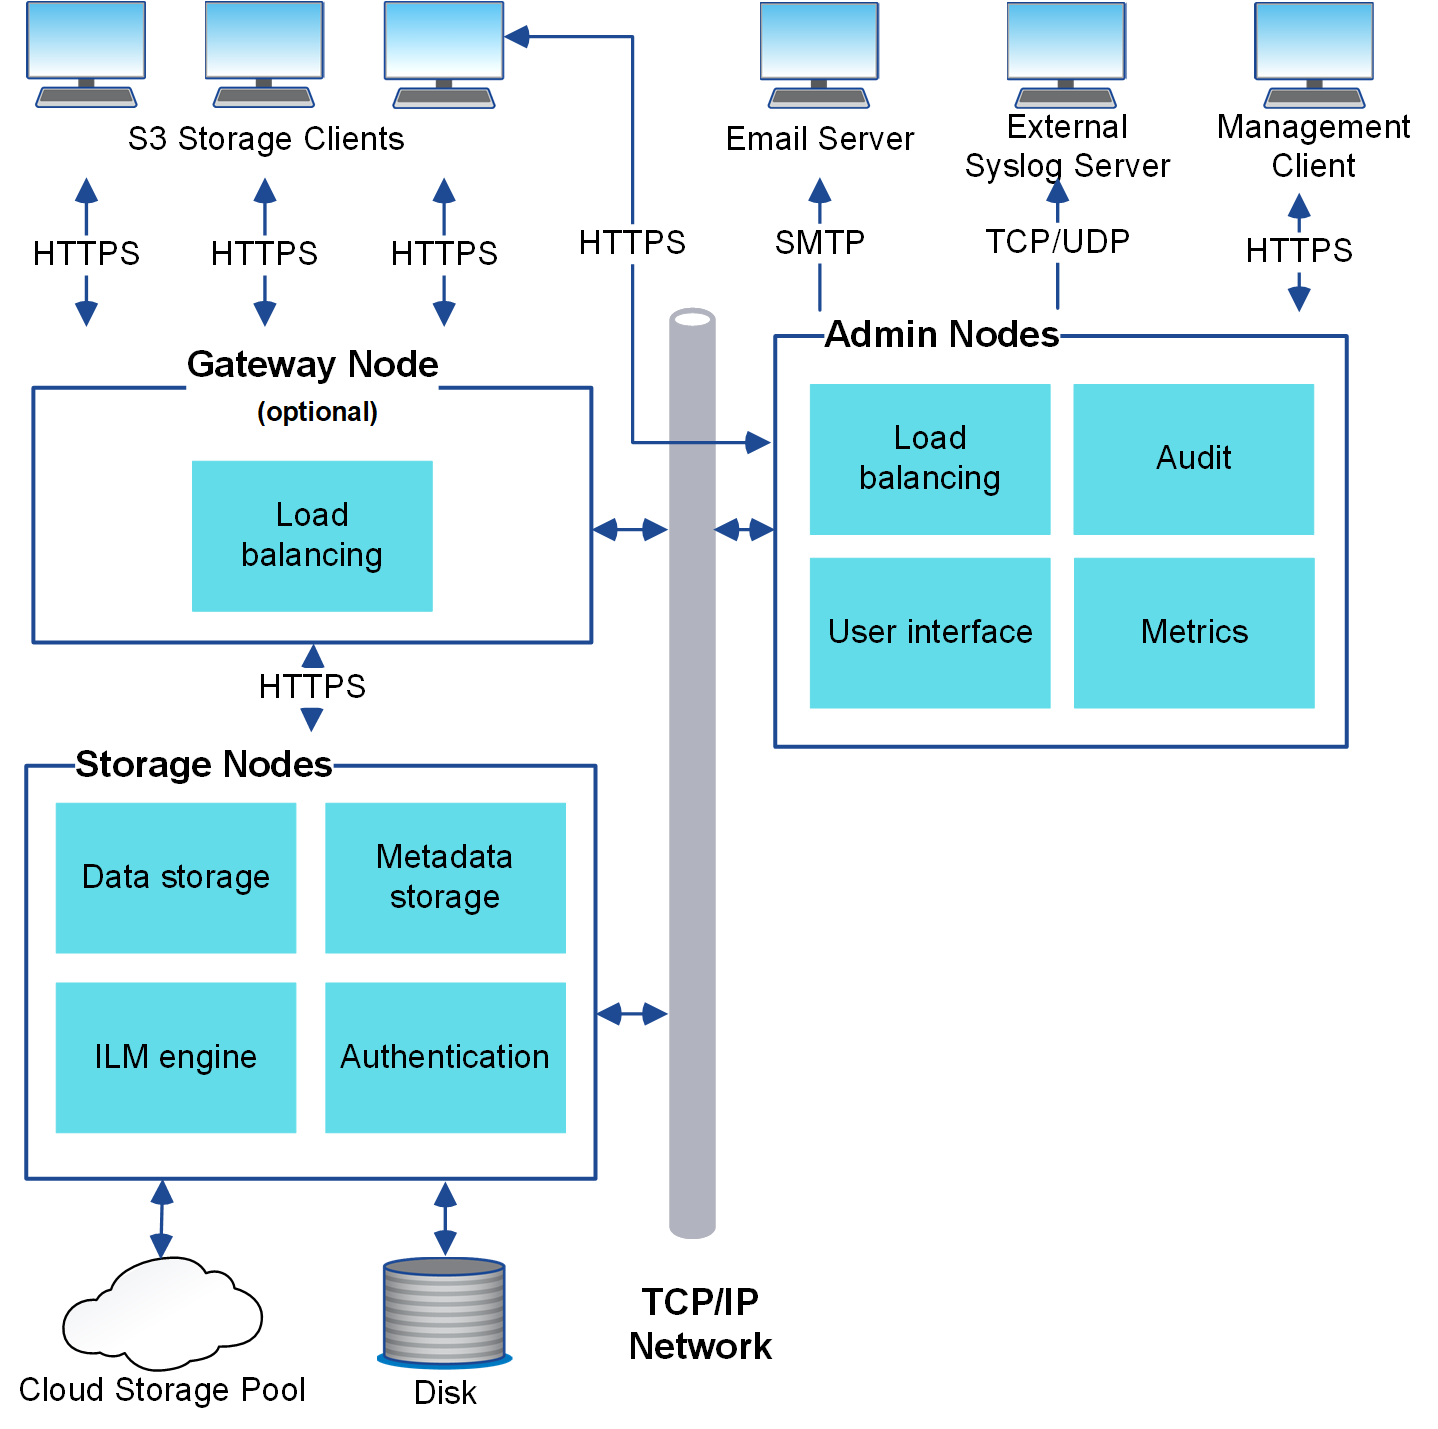 S3 Storage Clients
Email Server
External
Syslog Server
Management
Client
HTTPS
HTTPS
HTTPS
HTTPS
SMTP
TCP/UDP
HTTPS
Gateway Node
(optional)
Load
balancing
Admin Nodes
Load
balancing
Audit
User interface
Metrics
HTTPS
Storage Nodes
Data storage
Metadata
storage
ILM engine
Authentication
Cloud Storage Pool
Disk
TCP/IP
Network